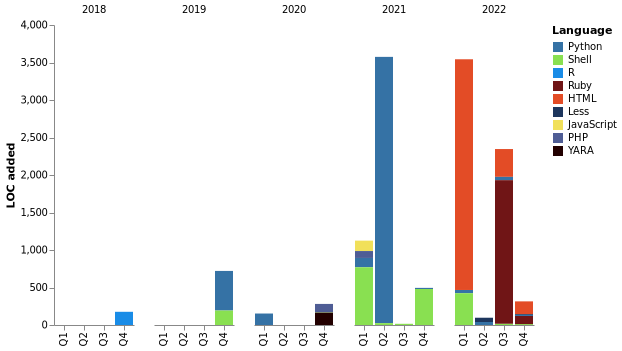 2018 2019 2020 2021 2022
4,000
3,500
3,000
2,500
2,000
1,500
1,000
500
0
LOC added
Q1 Q2 Q3 Q4 Q1 Q2 Q3 Q4 Q1 Q2 Q3 Q4 Q1 Q2 Q3 Q4 Q1 Q2 Q3 Q4
Language
Python
Shell
R
Ruby
HTML
Less
JavaScript
PHP
YARA